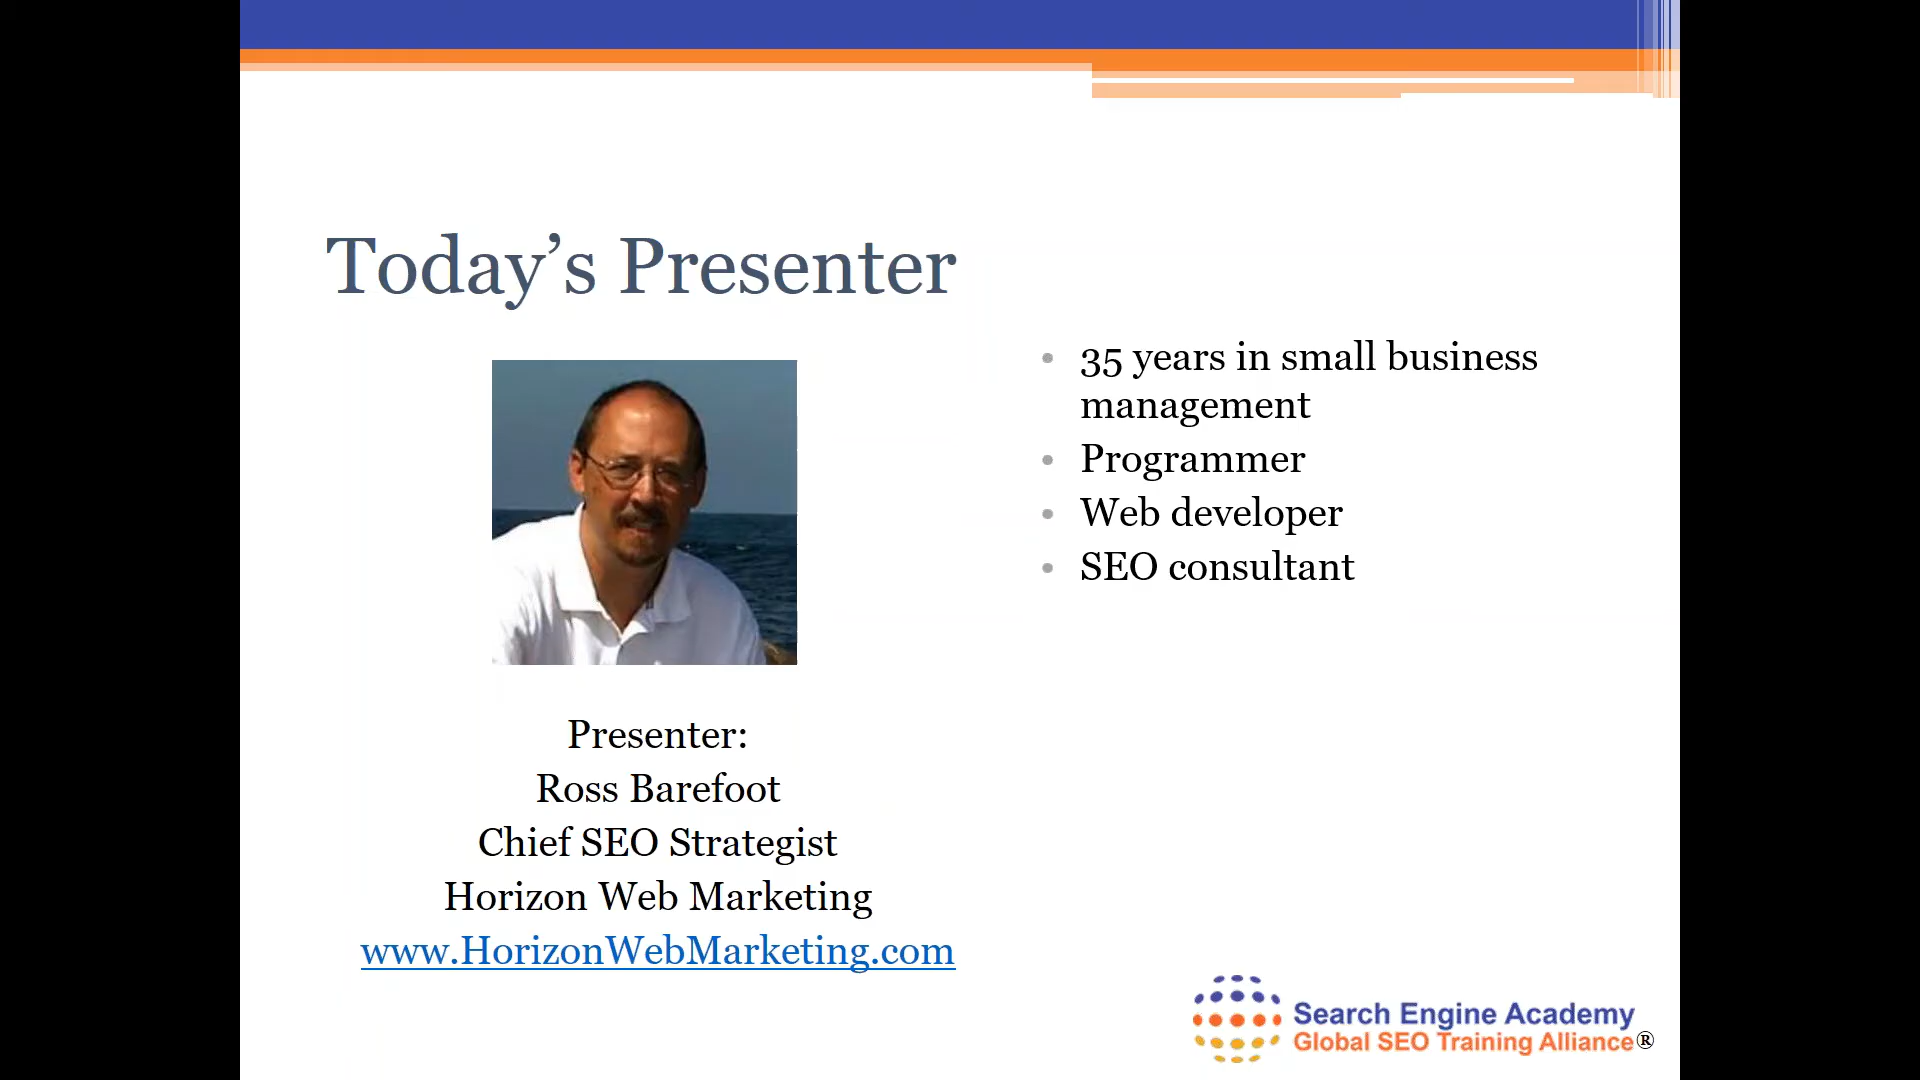 Today’s Presenter
35 years in small business
management
Programmer
Web developer
SEO consultant
Presenter:
Ross Barefoot
Chief SEO Strategist
Horizon Web Marketing
www.HorizonWebMarketing.com
Search Engine Academy
Global SEO Training Alliance®